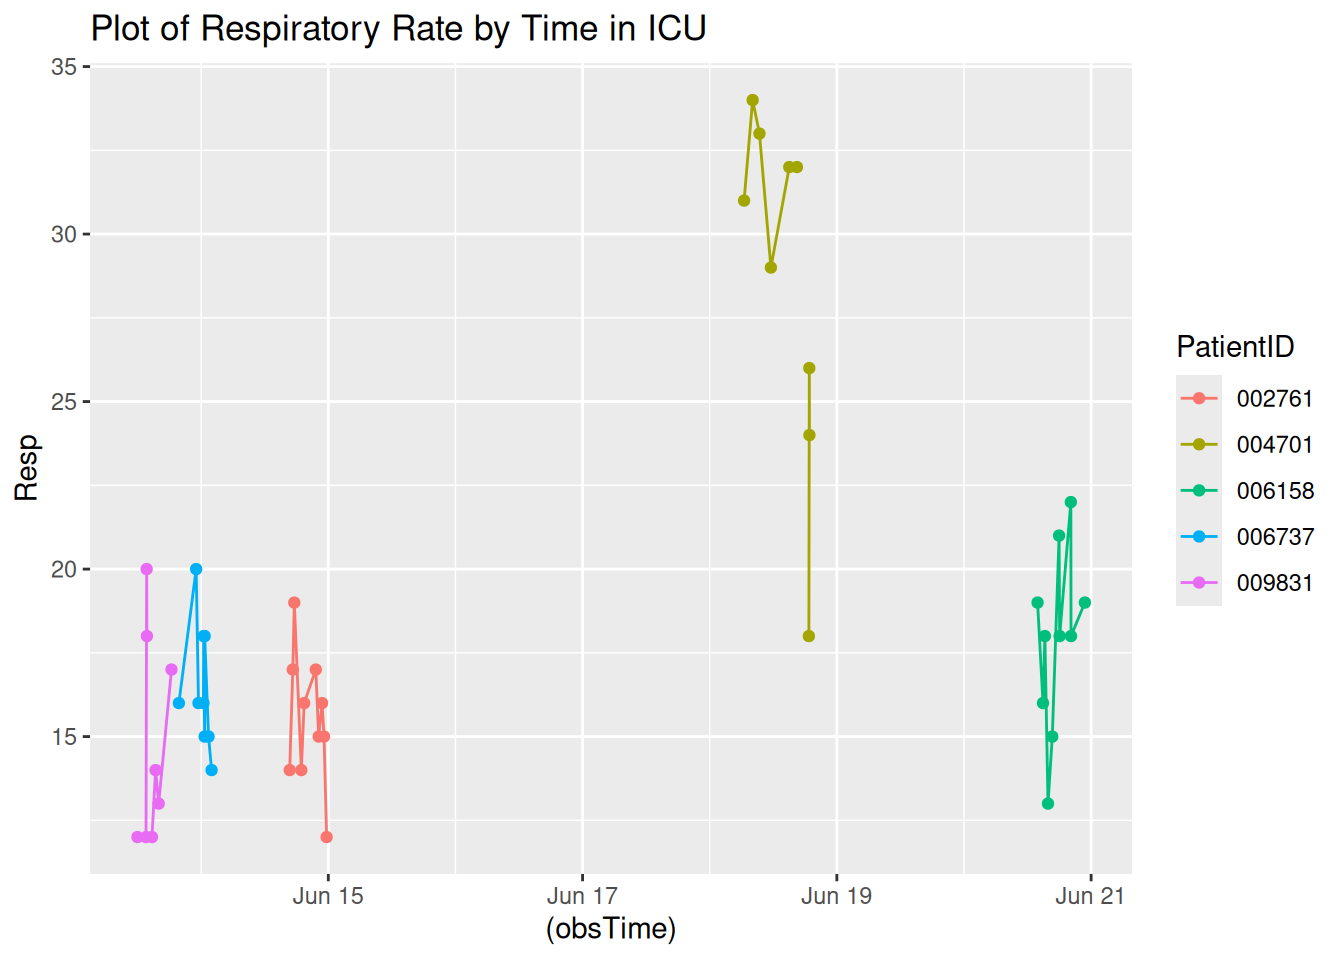 Plot of Respiratory Rate by Time in ICU
35
30
25
20
15
Resp
Jun 15
Jun 17
Jun 19
Jun 21
(obsTime)
PatientID
002761
004701
006158
006737
009831